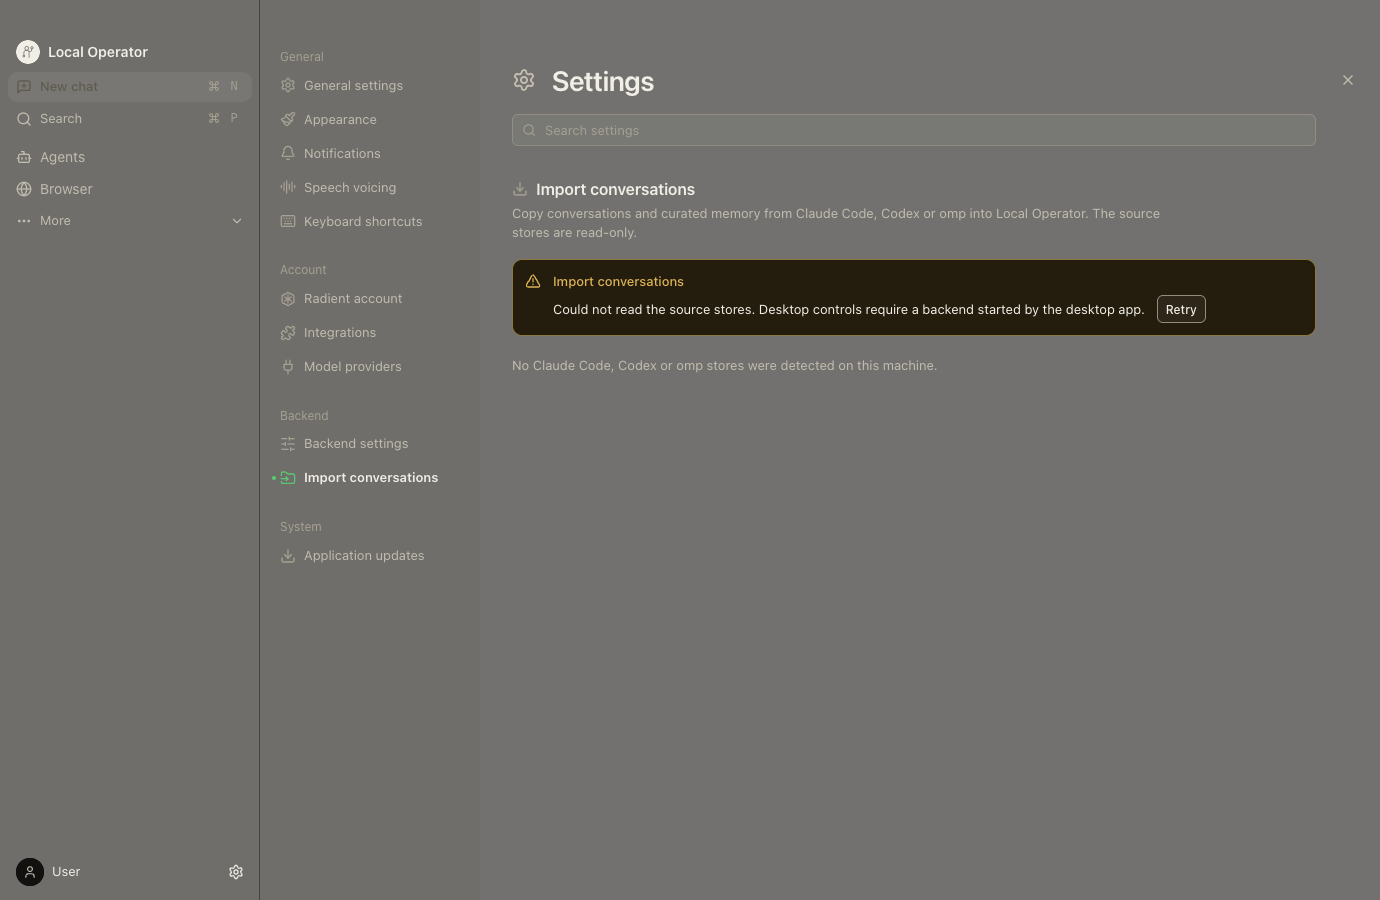 Local Operator
New chat ⌘ N
Search ⌘ P
Agents
Browser
More
User
General
General settings
Appearance
Notifications
Speech voicing
Keyboard shortcuts
Account
Radient account
Integrations
Model providers
Backend
Backend settings
Import conversations
System
Application updates
Settings
Search settings
Import conversations
Copy conversations and curated memory from Claude Code, Codex or omp into Local Operator. The source
stores are read-only.
Import conversations
Could not read the source stores. Desktop controls require a backend started by the desktop app. Retry
No Claude Code, Codex or omp stores were detected on this machine.